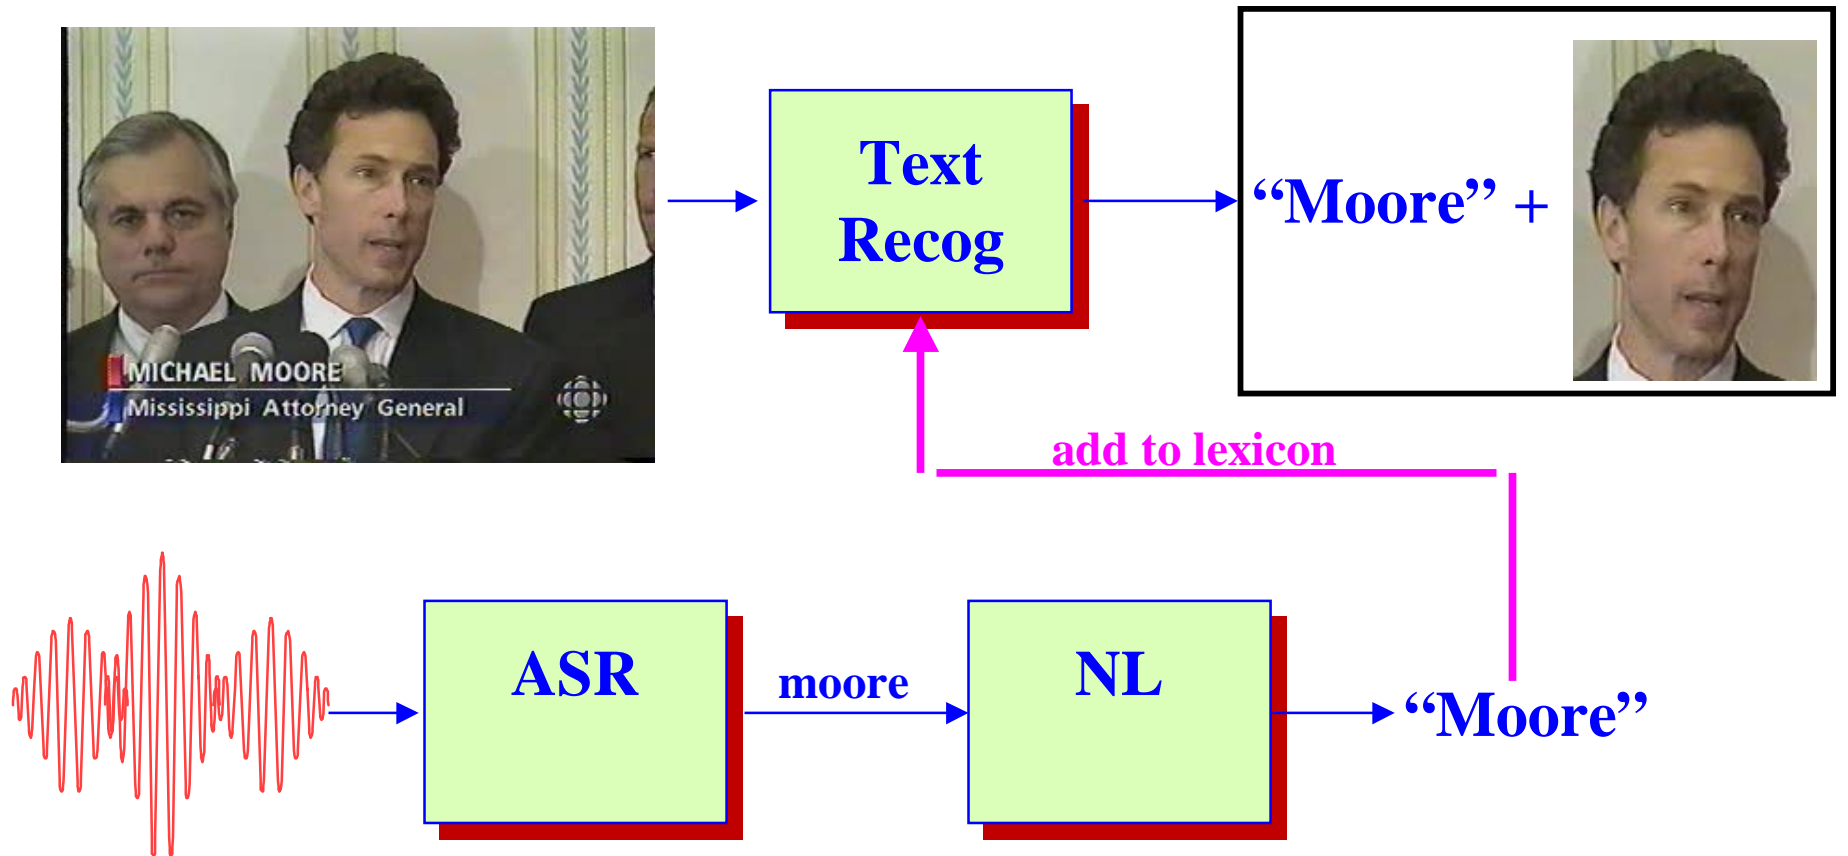 Text
Recog
“Moore” +
MICHAEL MOORE
Mississippi Attorney General
add to lexicon
ASR
moore
NL
“Moore”